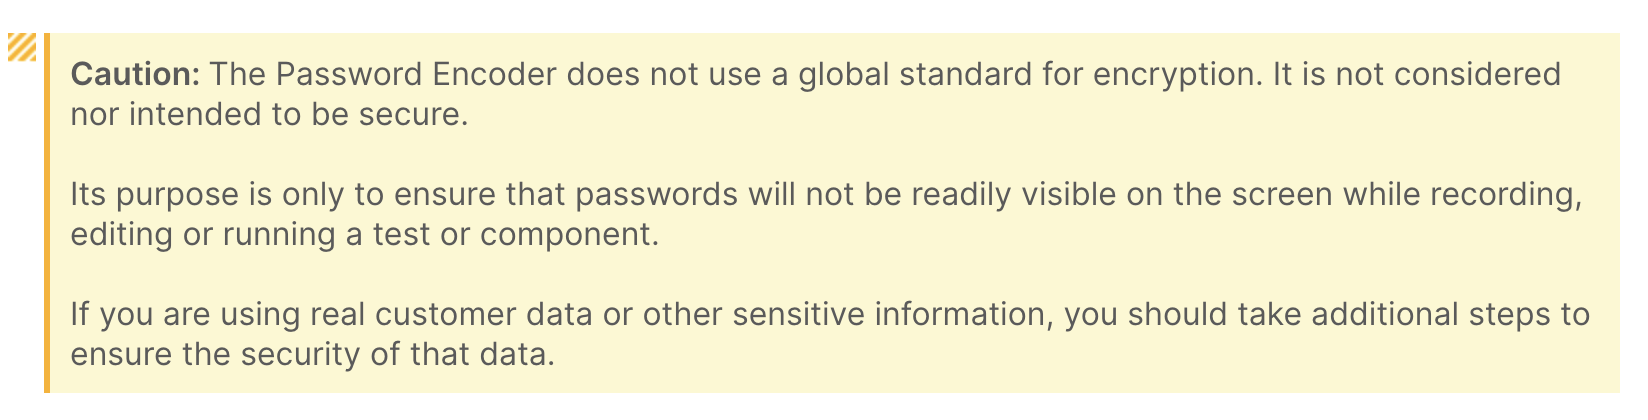 Caution: The Password Encoder does not use a global standard for encryption. It is not considered
nor intended to be secure.
Its purpose is only to ensure that passwords will not be readily visible on the screen while recording,
editing or running a test or component.
If you are using real customer data or other sensitive information, you should take additional steps to
ensure the security of that data.